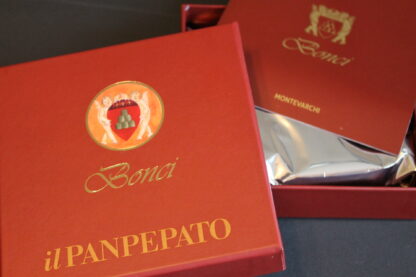 Bonci
il PANPEPATO
Bonci
MONTEVARCHI